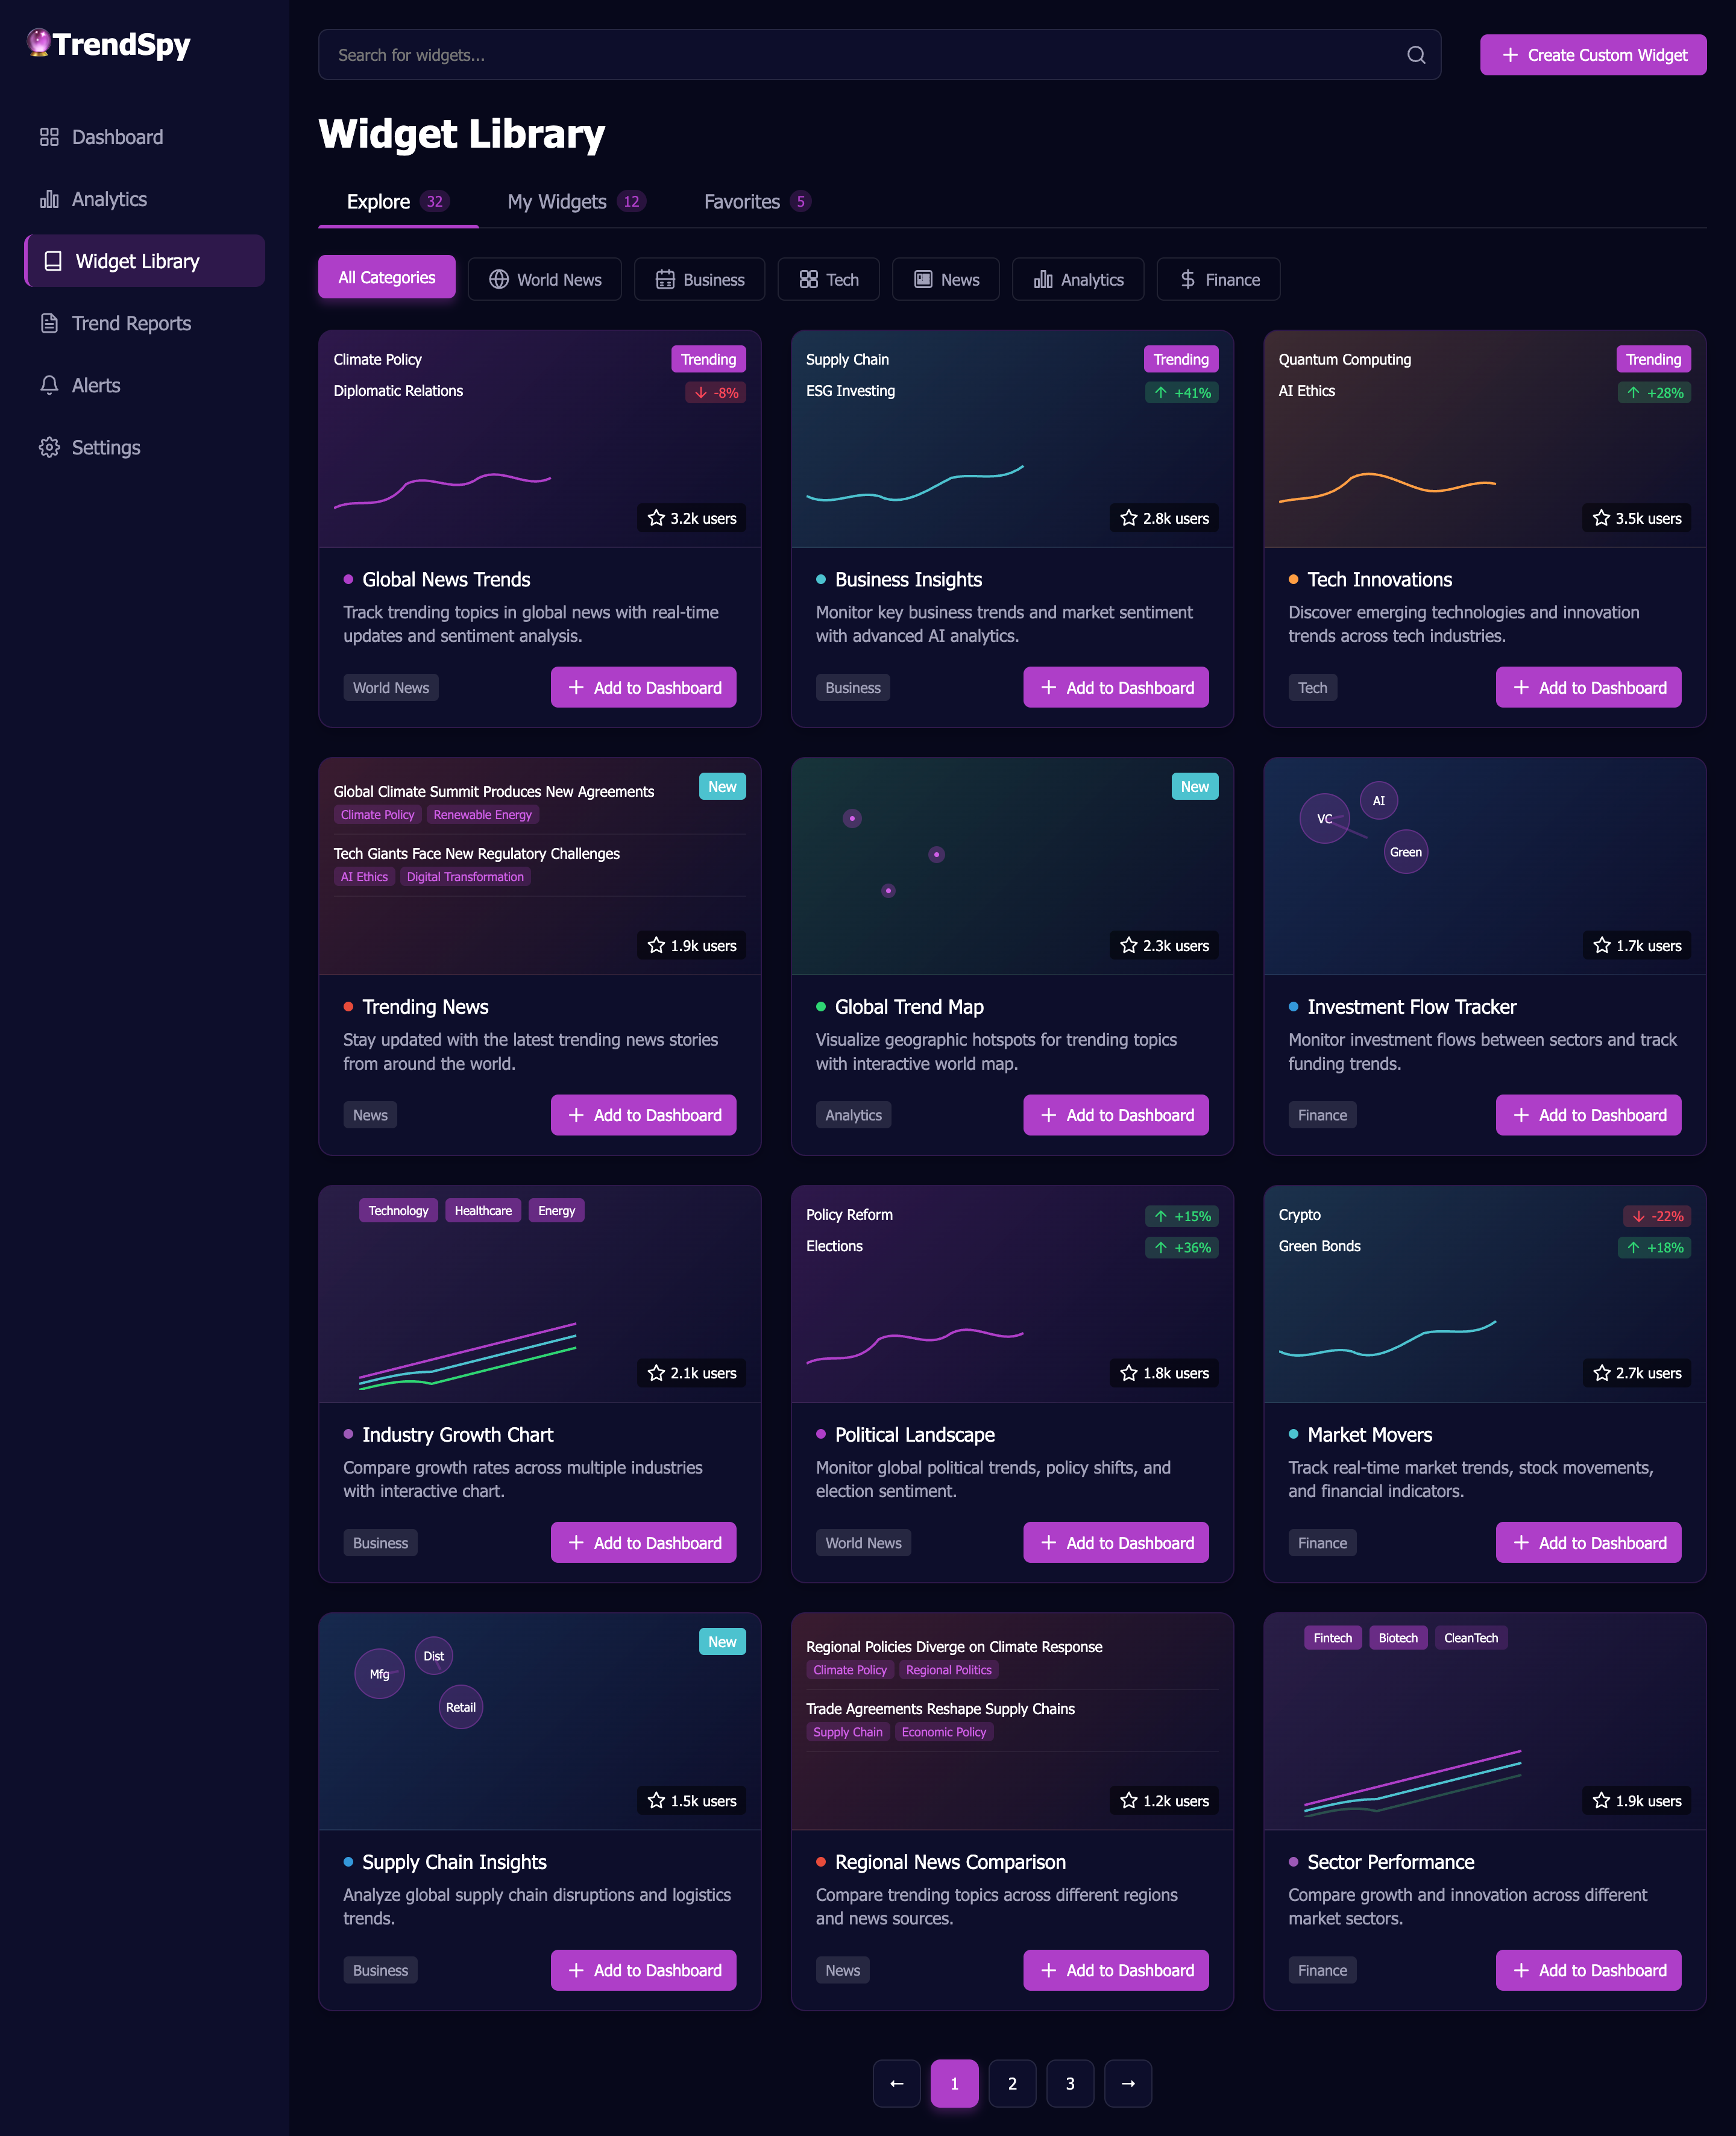 TrendSpy
Search for widgets...
Create Custom Widget
Dashboard
Analytics
Widget Library
Trend Reports
Alerts
Settings
Widget Library
Explore 32
My Widgets 12
Favorites 5
All Categories
World News
Business
Tech
News
Analytics
Finance
Climate Policy
Trending
Diplomatic Relations
-8%
3.2k users
Global News Trends
Track trending topics in global news with real-time
updates and sentiment analysis.
World News
Add to Dashboard
Supply Chain
Trending
ESG Investing
+41%
2.8k users
Business Insights
Monitor key business trends and market sentiment
with advanced AI analytics.
Business
Add to Dashboard
Quantum Computing
Trending
AI Ethics
+28%
3.5k users
Tech Innovations
Discover emerging technologies and innovation
trends across tech industries.
Tech
Add to Dashboard
New
Global Climate Summit Produces New Agreements
Climate Policy
Renewable Energy
Tech Giants Face New Regulatory Challenges
AI Ethics
Digital Transformation
1.9k users
Trending News
Stay updated with the latest trending news stories
from around the world.
News
Add to Dashboard
New
2.3k users
Global Trend Map
Visualize geographic hotspots for trending topics
with interactive world map.
Analytics
Add to Dashboard
VC
AI
Green
1.7k users
Investment Flow Tracker
Monitor investment flows between sectors and track
funding trends.
Finance
Add to Dashboard
Technology
Healthcare
Energy
2.1k users
Industry Growth Chart
Compare growth rates across multiple industries
with interactive chart.
Business
Add to Dashboard
Policy Reform
+15%
Elections
+36%
1.8k users
Political Landscape
Monitor global political trends, policy shifts, and
election sentiment.
World News
Add to Dashboard
Crypto
-22%
Green Bonds
+18%
2.7k users
Market Movers
Track real-time market trends, stock movements,
and financial indicators.
Finance
Add to Dashboard
New
Mfg
Dist
Retail
1.5k users
Supply Chain Insights
Analyze global supply chain disruptions and logistics
trends.
Business
Add to Dashboard
Regional Policies Diverge on Climate Response
Climate Policy
Regional Politics
Trade Agreements Reshape Supply Chains
Supply Chain
Economic Policy
1.2k users
Regional News Comparison
Compare trending topics across different regions
and news sources.
News
Add to Dashboard
Fintech
Biotech
CleanTech
1.9k users
Sector Performance
Compare growth and innovation across different
market sectors.
Finance
Add to Dashboard
← 1 2 3 →